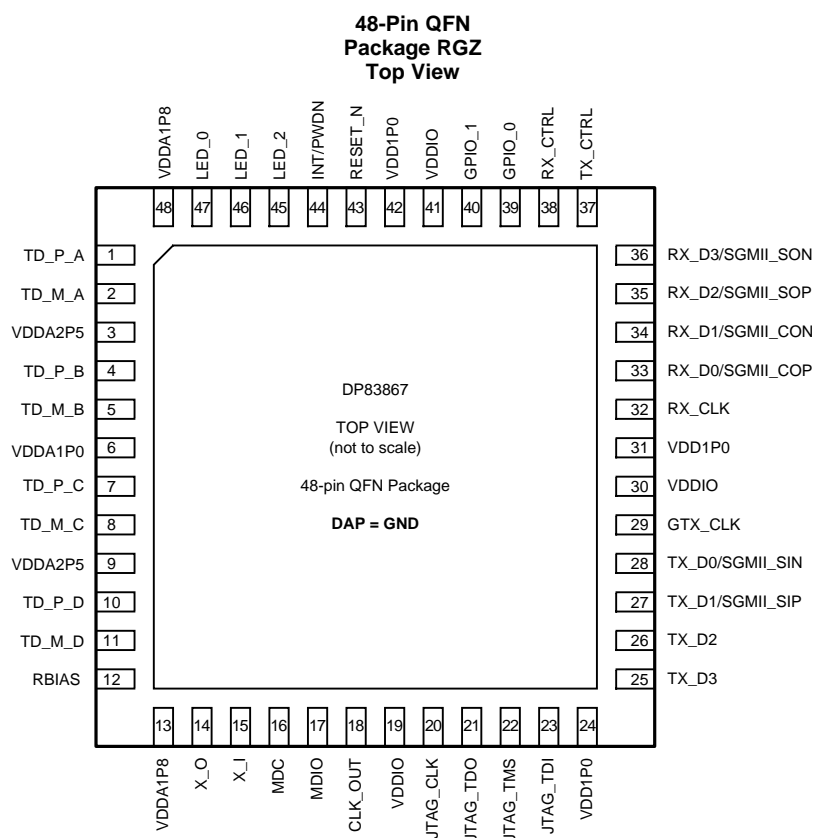 48-Pin QFN
Package RGZ
Top View
VDDA1P8
LED_0
LED_1
LED_2
INT/PWDN
RESET_N
VDD1P0
VDDIO
GPIO_1
GPIO_0
RX_CTRL
TX_CTRL
48 47 46 45 44 43 42 41 40 39 38 37
TD_P_A 1
TD_M_A 2
VDDA2P5 3
TD_P_B 4
TD_M_B 5
VDDA1P0 6
TD_P_C 7
TD_M_C 8
VDDA2P5 9
TD_P_D 10
TD_M_D 11
RBIAS 12
DP83867
TOP VIEW
(not to scale)
48-pin QFN Package
DAP = GND
36 RX_D3/SGMII_SON
35 RX_D2/SGMII_SOP
34 RX_D1/SGMII_CON
33 RX_D0/SGMII_COP
32 RX_CLK
31 VDD1P0
30 VDDIO
29 GTX_CLK
28 TX_D0/SGMII_SIN
27 TX_D1/SGMII_SIP
26 TX_D2
25 TX_D3
13 14 15 16 17 18 19 20 21 22 23 24
VDDA1P8
X_O
X_I
MDC
MDIO
CLK_OUT
VDDIO
JTAG_CLK
JTAG_TDO
JTAG_TMS
JTAG_TDI
VDD1P0